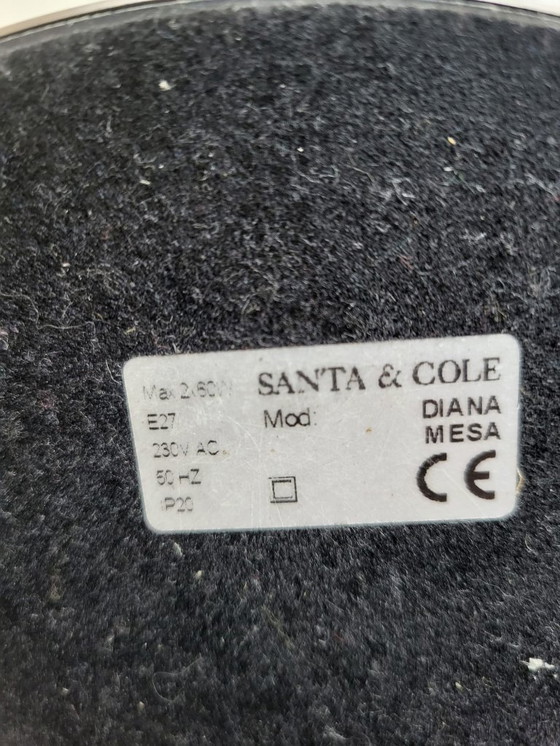 Max 2x60W
E27
230V AC
50 HZ
IP20
SANTA & COLE
Mod:
DIANA
MESA
CE